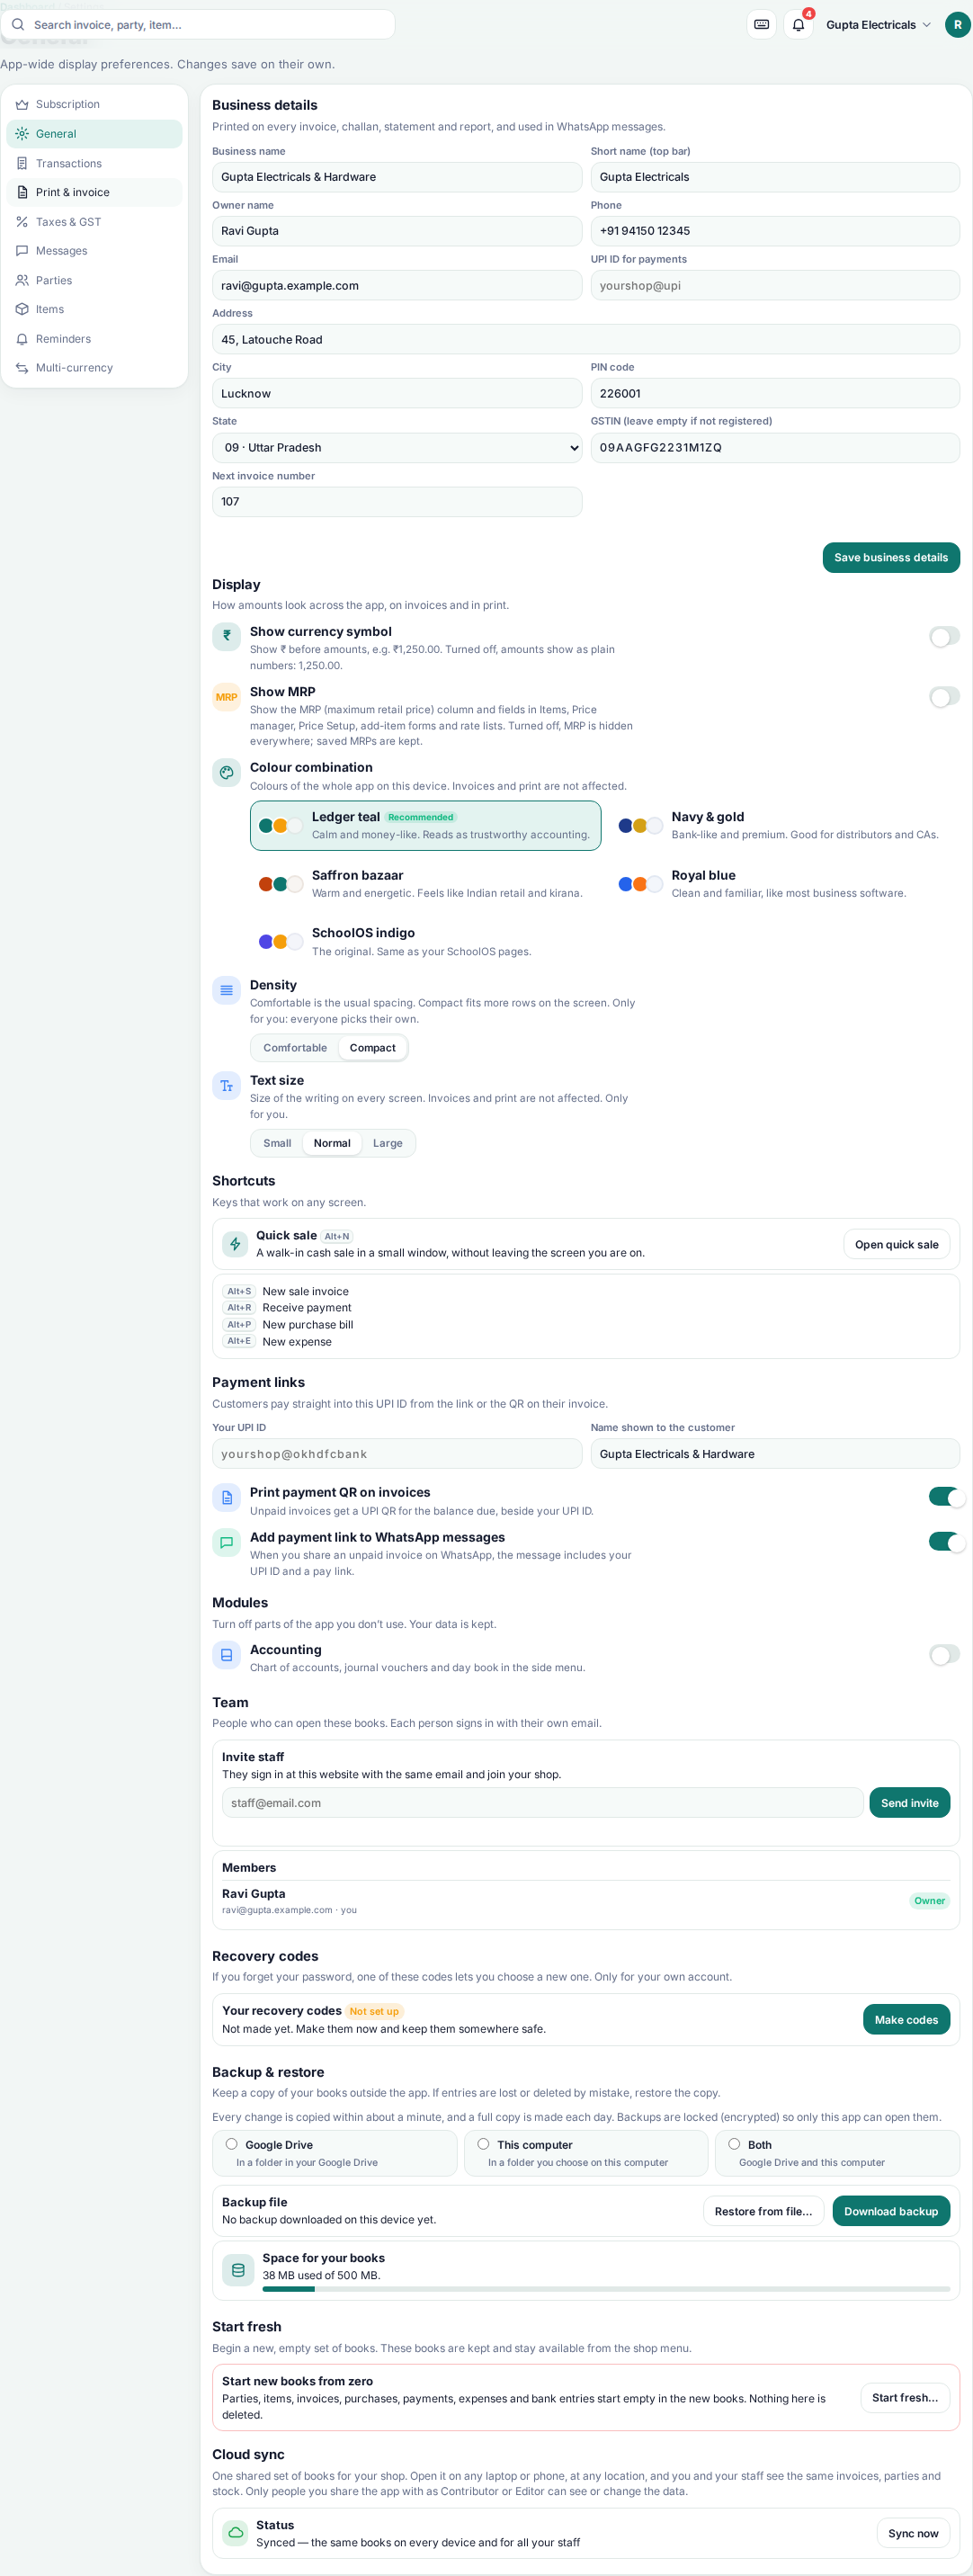 Search invoice, party, item...
4
Gupta Electricals
R
General
App-wide display preferences. Changes save on their own.
Subscription
General
Transactions
Print & invoice
Taxes & GST
Messages
Parties
Items
Reminders
Multi-currency
Business details
Printed on every invoice, challan, statement and report, and used in WhatsApp messages.
Business name
Short name (top bar)
Gupta Electricals & Hardware
Gupta Electricals
Owner name
Phone
Ravi Gupta
+91 94150 12345
Email
UPI ID for payments
ravi@gupta.example.com
yourshop@upi
Address
45, Latouche Road
City
PIN code
Lucknow
226001
State
GSTIN (leave empty if not registered)
09 · Uttar Pradesh
09AAGFG2231M1ZQ
Next invoice number
107
Save business details
Display
How amounts look across the app, on invoices and in print.
₹
Show currency symbol
Show ₹ before amounts, e.g. ₹1,250.00. Turned off, amounts show as plain
numbers: 1,250.00.
MRP
Show MRP
Show the MRP (maximum retail price) column and fields in Items, Price
manager, Price Setup, add-item forms and rate lists. Turned off, MRP is hidden
everywhere; saved MRPs are kept.
Colour combination
Colours of the whole app on this device. Invoices and print are not affected.
Ledger teal Recommended
Calm and money-like. Reads as trustworthy accounting.
Navy & gold
Bank-like and premium. Good for distributors and CAs.
Saffron bazaar
Warm and energetic. Feels like Indian retail and kirana.
Royal blue
Clean and familiar, like most business software.
SchoolOS indigo
The original. Same as your SchoolOS pages.
Density
Comfortable is the usual spacing. Compact fits more rows on the screen. Only
for you: everyone picks their own.
Comfortable
Compact
Text size
Size of the writing on every screen. Invoices and print are not affected. Only
for you.
Small
Normal
Large
Shortcuts
Keys that work on any screen.
Quick sale Alt+N
A walk-in cash sale in a small window, without leaving the screen you are on.
Open quick sale
Alt+S New sale invoice
Alt+R Receive payment
Alt+P New purchase bill
Alt+E New expense
Payment links
Customers pay straight into this UPI ID from the link or the QR on their invoice.
Your UPI ID
Name shown to the customer
yourshop@okhdfcbank
Gupta Electricals & Hardware
Print payment QR on invoices
Unpaid invoices get a UPI QR for the balance due, beside your UPI ID.
Add payment link to WhatsApp messages
When you share an unpaid invoice on WhatsApp, the message includes your
UPI ID and a pay link.
Modules
Turn off parts of the app you don't use. Your data is kept.
Accounting
Chart of accounts, journal vouchers and day book in the side menu.
Team
People who can open these books. Each person signs in with their own email.
Invite staff
They sign in at this website with the same email and join your shop.
staff@email.com
Send invite
Members
Ravi Gupta
ravi@gupta.example.com · you
Owner
Recovery codes
If you forget your password, one of these codes lets you choose a new one. Only for your own account.
Your recovery codes Not set up
Not made yet. Make them now and keep them somewhere safe.
Make codes
Backup & restore
Keep a copy of your books outside the app. If entries are lost or deleted by mistake, restore the copy.
Every change is copied within about a minute, and a full copy is made each day. Backups are locked (encrypted) so only this app can open them.
Google Drive
In a folder in your Google Drive
This computer
In a folder you choose on this computer
Both
Google Drive and this computer
Backup file
No backup downloaded on this device yet.
Restore from file...
Download backup
Space for your books
38 MB used of 500 MB.
Start fresh
Begin a new, empty set of books. These books are kept and stay available from the shop menu.
Start new books from zero
Parties, items, invoices, purchases, payments, expenses and bank entries start empty in the new books. Nothing here is
deleted.
Start fresh...
Cloud sync
One shared set of books for your shop. Open it on any laptop or phone, at any location, and you and your staff see the same invoices, parties and
stock. Only people you share the app with as Contributor or Editor can see or change the data.
Status
Synced — the same books on every device and for all your staff
Sync now